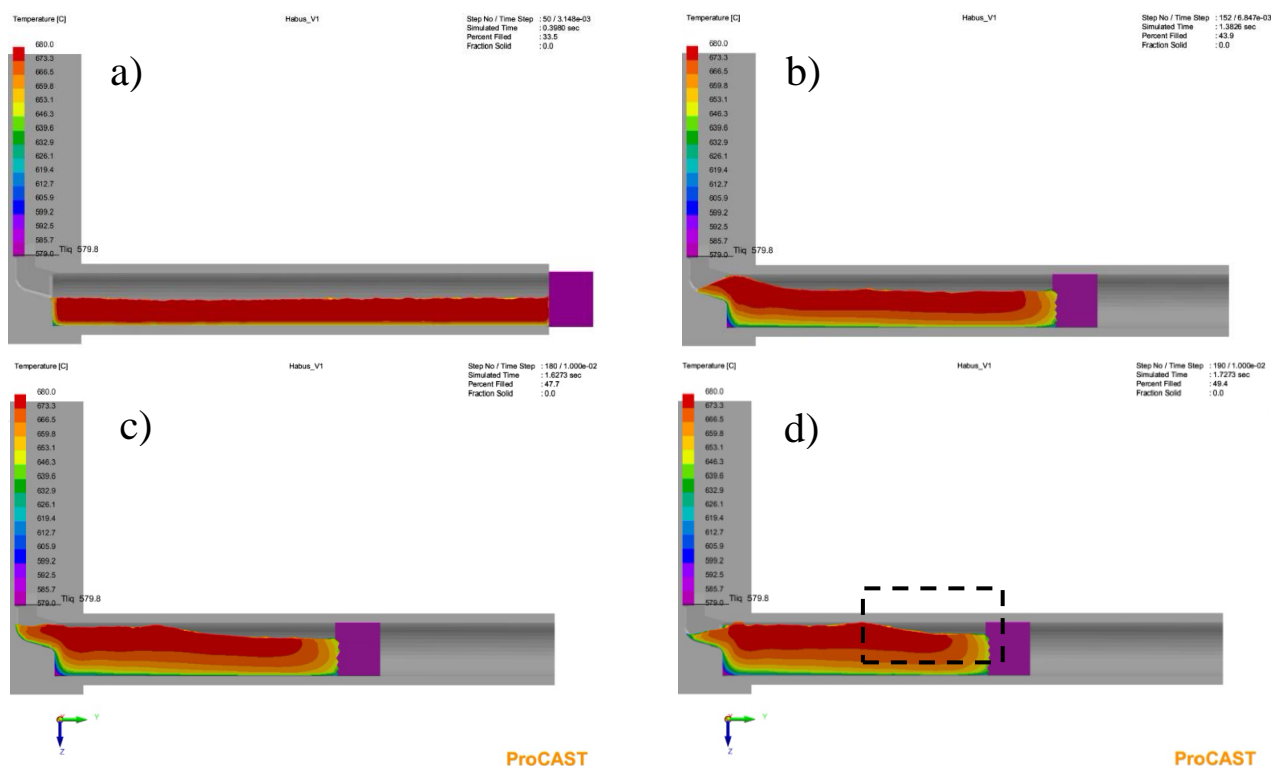 Temperature [C]
Habus_V1
Step No / Time Step : 50 / 3.148e-03
Simulated Time : 0.3980 sec
Percent Filled : 33.5
Fraction Solid : 0.0
680.0
673.3
666.5
659.8
653.1
646.3
639.6
632.9
626.1
619.4
612.7
605.9
599.2
592.5
585.7
579.0
Tliq 579.8
a)
Temperature [C]
Habus_V1
Step No / Time Step : 152 / 6.847e-03
Simulated Time : 1.3826 sec
Percent Filled : 43.9
Fraction Solid : 0.0
680.0
673.3
666.5
659.8
653.1
646.3
639.6
632.9
626.1
619.4
612.7
605.9
599.2
592.5
585.7
579.0
Tliq 579.8
b)
Temperature [C]
Habus_V1
Step No / Time Step : 180 / 1.000e-02
Simulated Time : 1.6273 sec
Percent Filled : 47.7
Fraction Solid : 0.0
680.0
673.3
666.5
659.8
653.1
646.3
639.6
632.9
626.1
619.4
612.7
605.9
599.2
592.5
585.7
579.0
Tliq 579.8
c)
Y
Z
ProCAST
Temperature [C]
Habus_V1
Step No / Time Step : 190 / 1.000e-02
Simulated Time : 1.7273 sec
Percent Filled : 49.4
Fraction Solid : 0.0
680.0
673.3
666.5
659.8
653.1
646.3
639.6
632.9
626.1
619.4
612.7
605.9
599.2
592.5
585.7
579.0
Tliq 579.8
d)
Y
Z
ProCAST